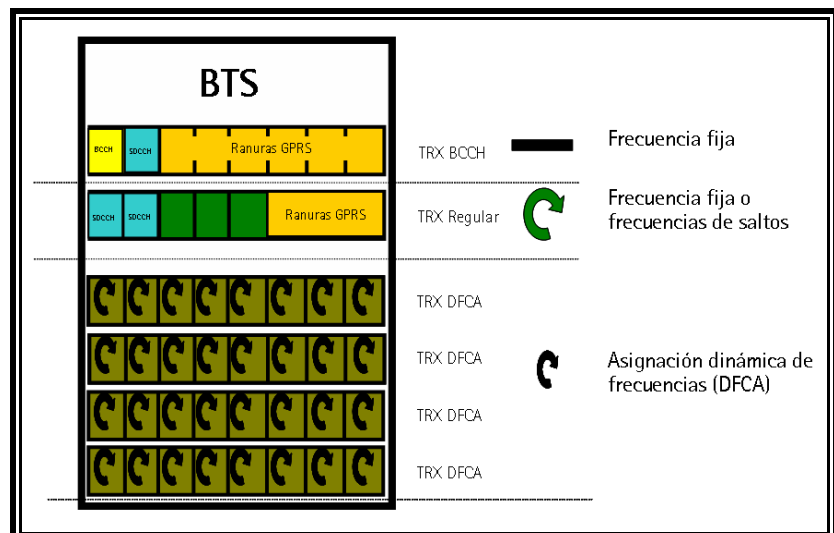 BTS
BCCH
SDCCH
Ranuras GPRS
TRX BCCH
Frecuencia fija
SDCCH
SDCCH
Ranuras GPRS
TRX Regular
Frecuencia fija o
frecuencias de saltos
TRX DFCA
TRX DFCA
Asignación dinámica de
frecuencias (DFCA)
TRX DFCA
TRX DFCA